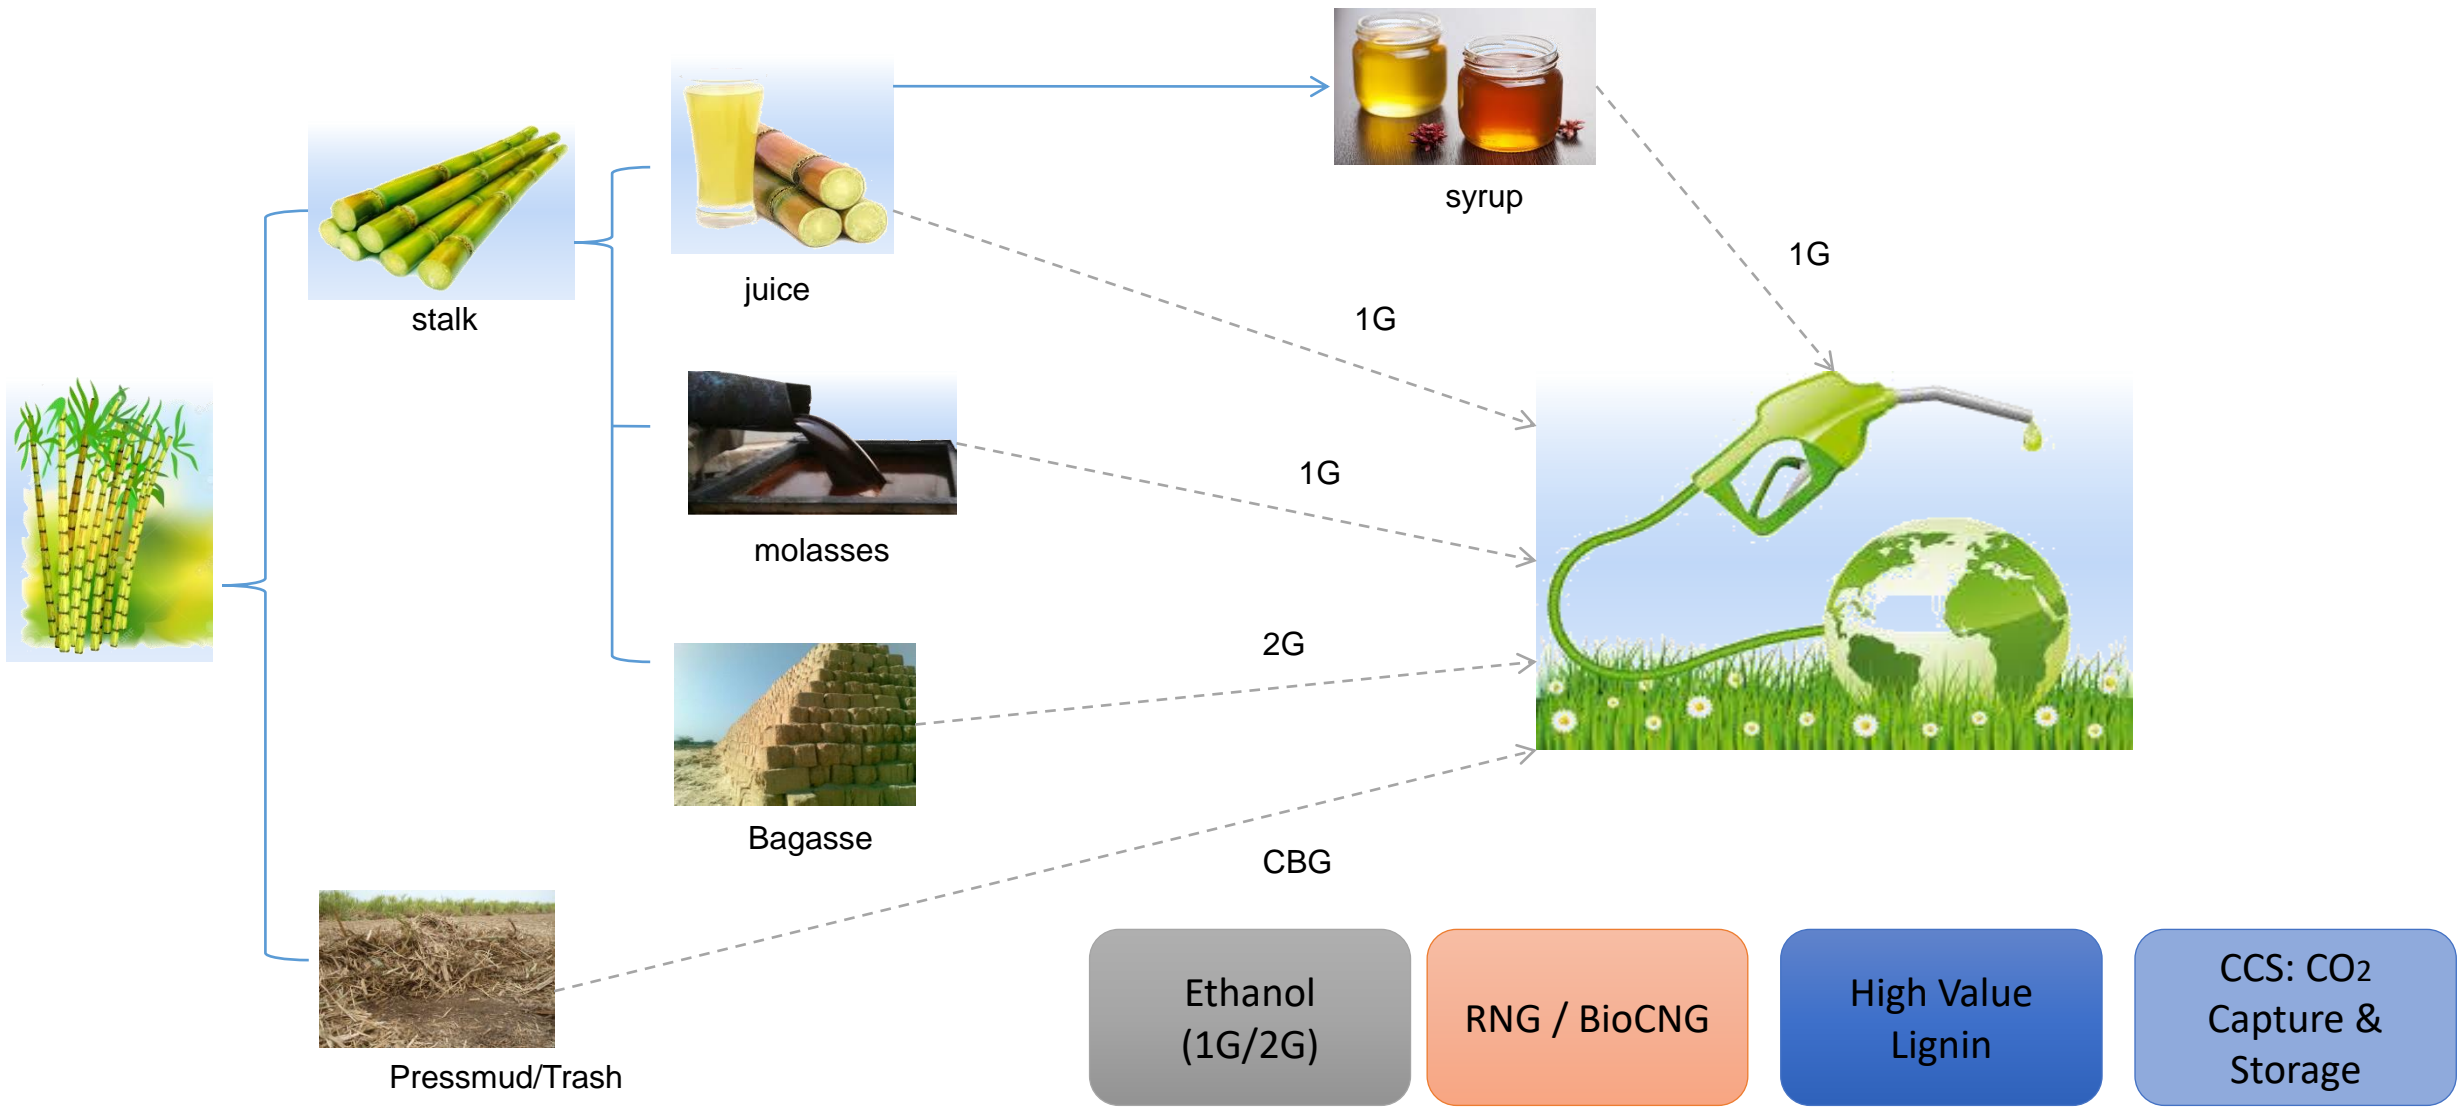 syrup
1G
juice
stalk
1G
1G
molasses
2G
Bagasse
CBG
Pressmud/Trash
Ethanol
(1G/2G)
RNG / BioCNG
High Value
Lignin
CCS: CO2
Capture &
Storage